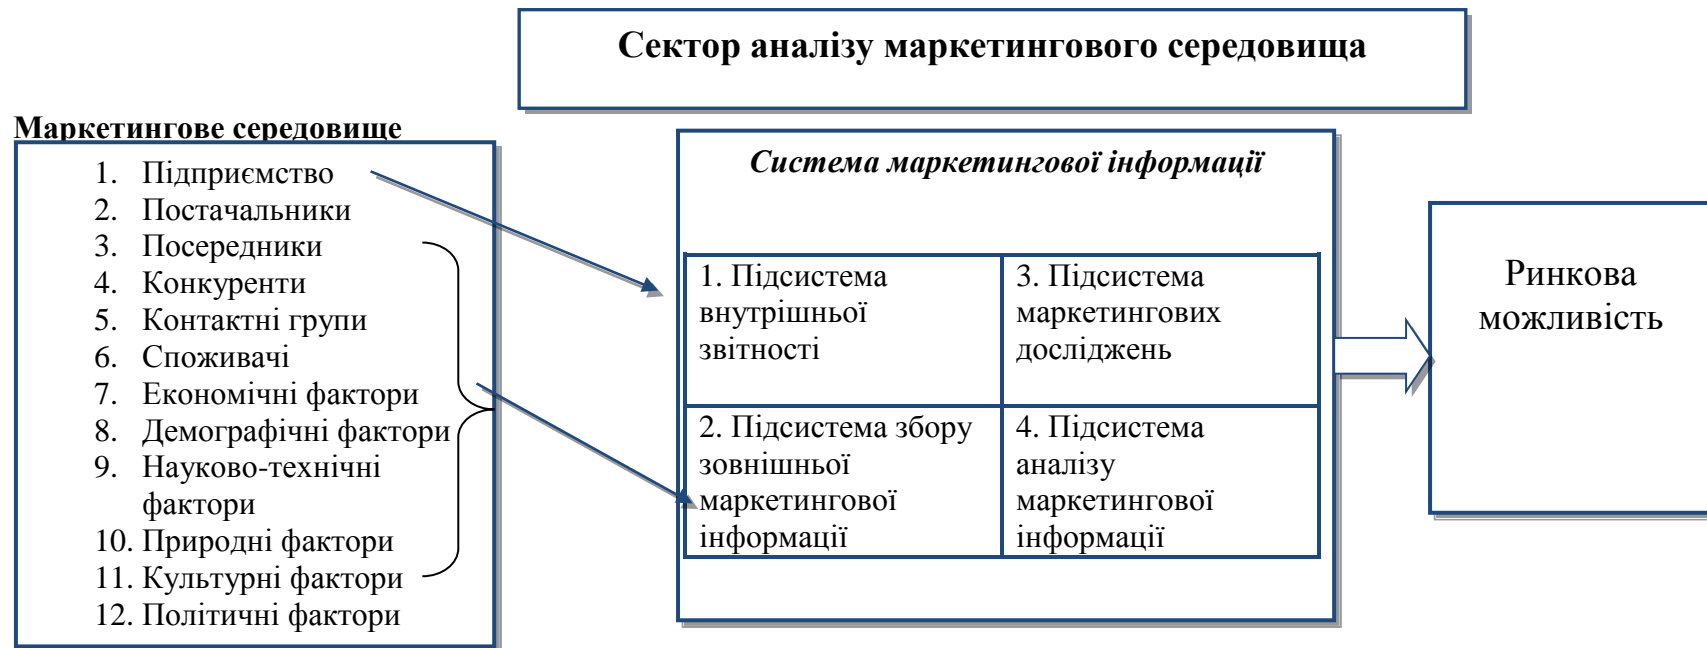 Сектор аналізу маркетингового середовища
Маркетингове середовище
1. Підприємство
2. Постачальники
3. Посередники
4. Конкуренти
5. Контактні групи
6. Споживачі
7. Економічні фактори
8. Демографічні фактори
9. Науково-технічні
фактори
10. Природні фактори
11. Культурні фактори
12. Політичні фактори
Система маркетингової інформації
1. Підсистема
внутрішньої
звітності
3. Підсистема
маркетингових
досліджень
2. Підсистема збору
зовнішньої
маркетингової
інформації
4. Підсистема
аналізу
маркетингової
інформації
Ринкова
можливість